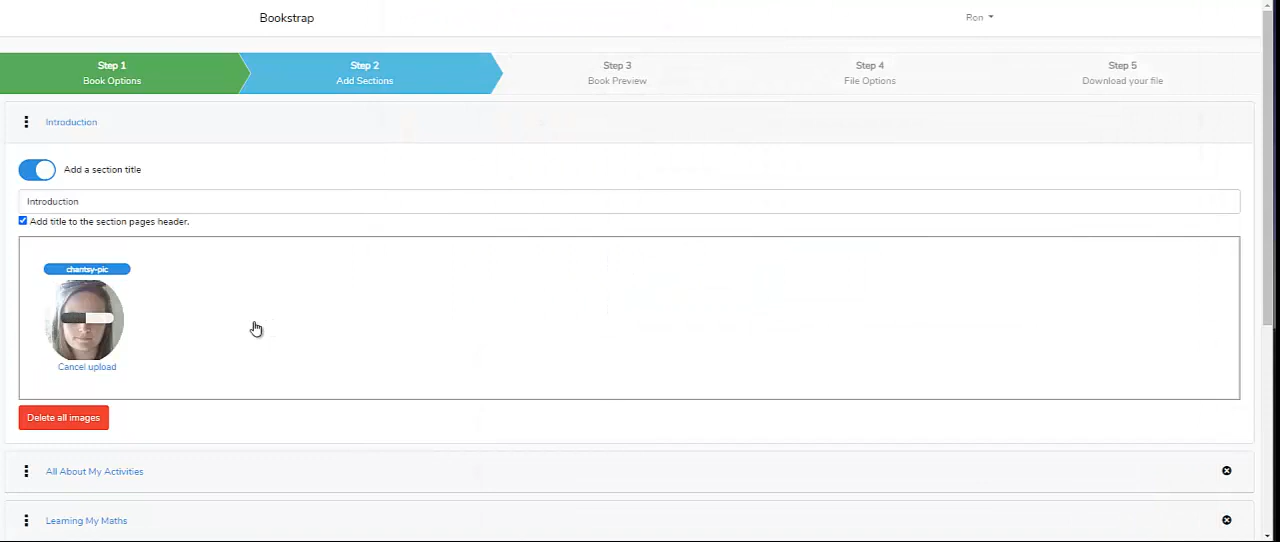 Bookstrap
Ron
Step 1
Book Options
Step 2
Add Sections
Step 3
Book Preview
Step 4
File Options
Step 5
Download your file
Introduction
Add a section title
Introduction
Add title to the section pages header.
chantsy-pic
Cancel upload
Delete all images
All About My Activities
Learning My Maths